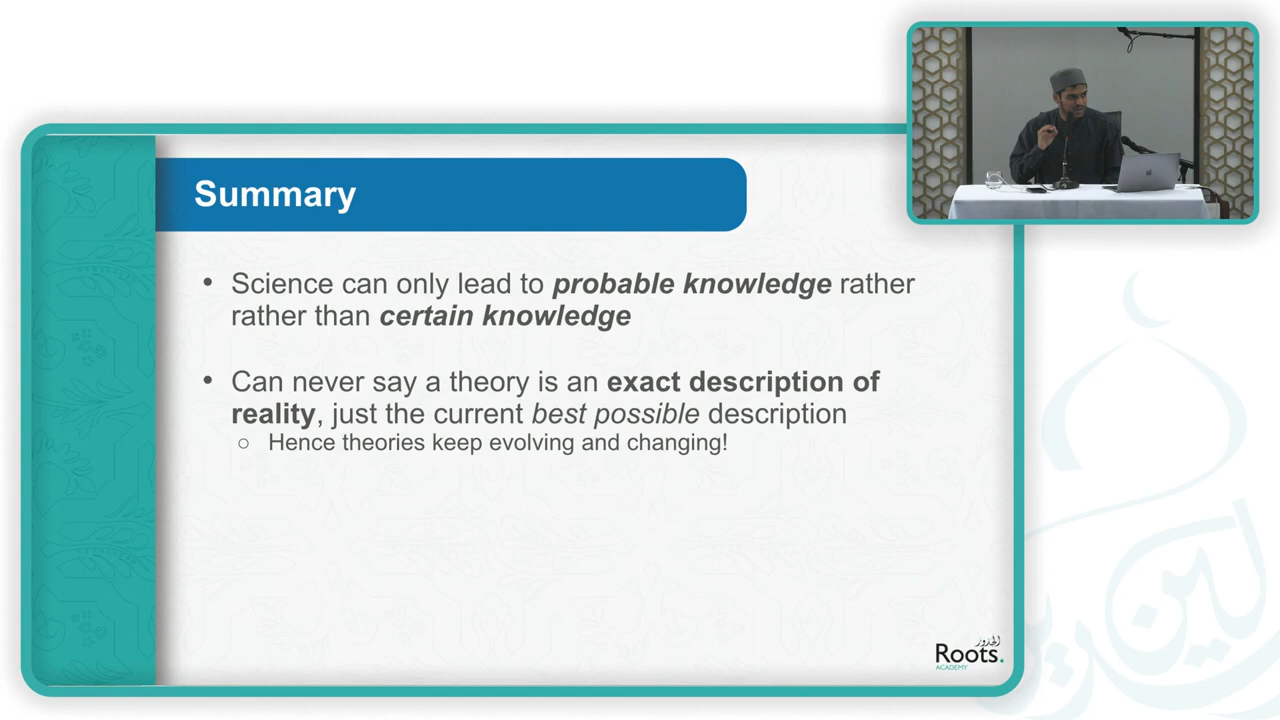 Summary
• Science can only lead to probable knowledge rather
rather than certain knowledge
• Can never say a theory is an exact description of
reality, just the current best possible description
○ Hence theories keep evolving and changing!
الجذور
Roots.
ACADEMY